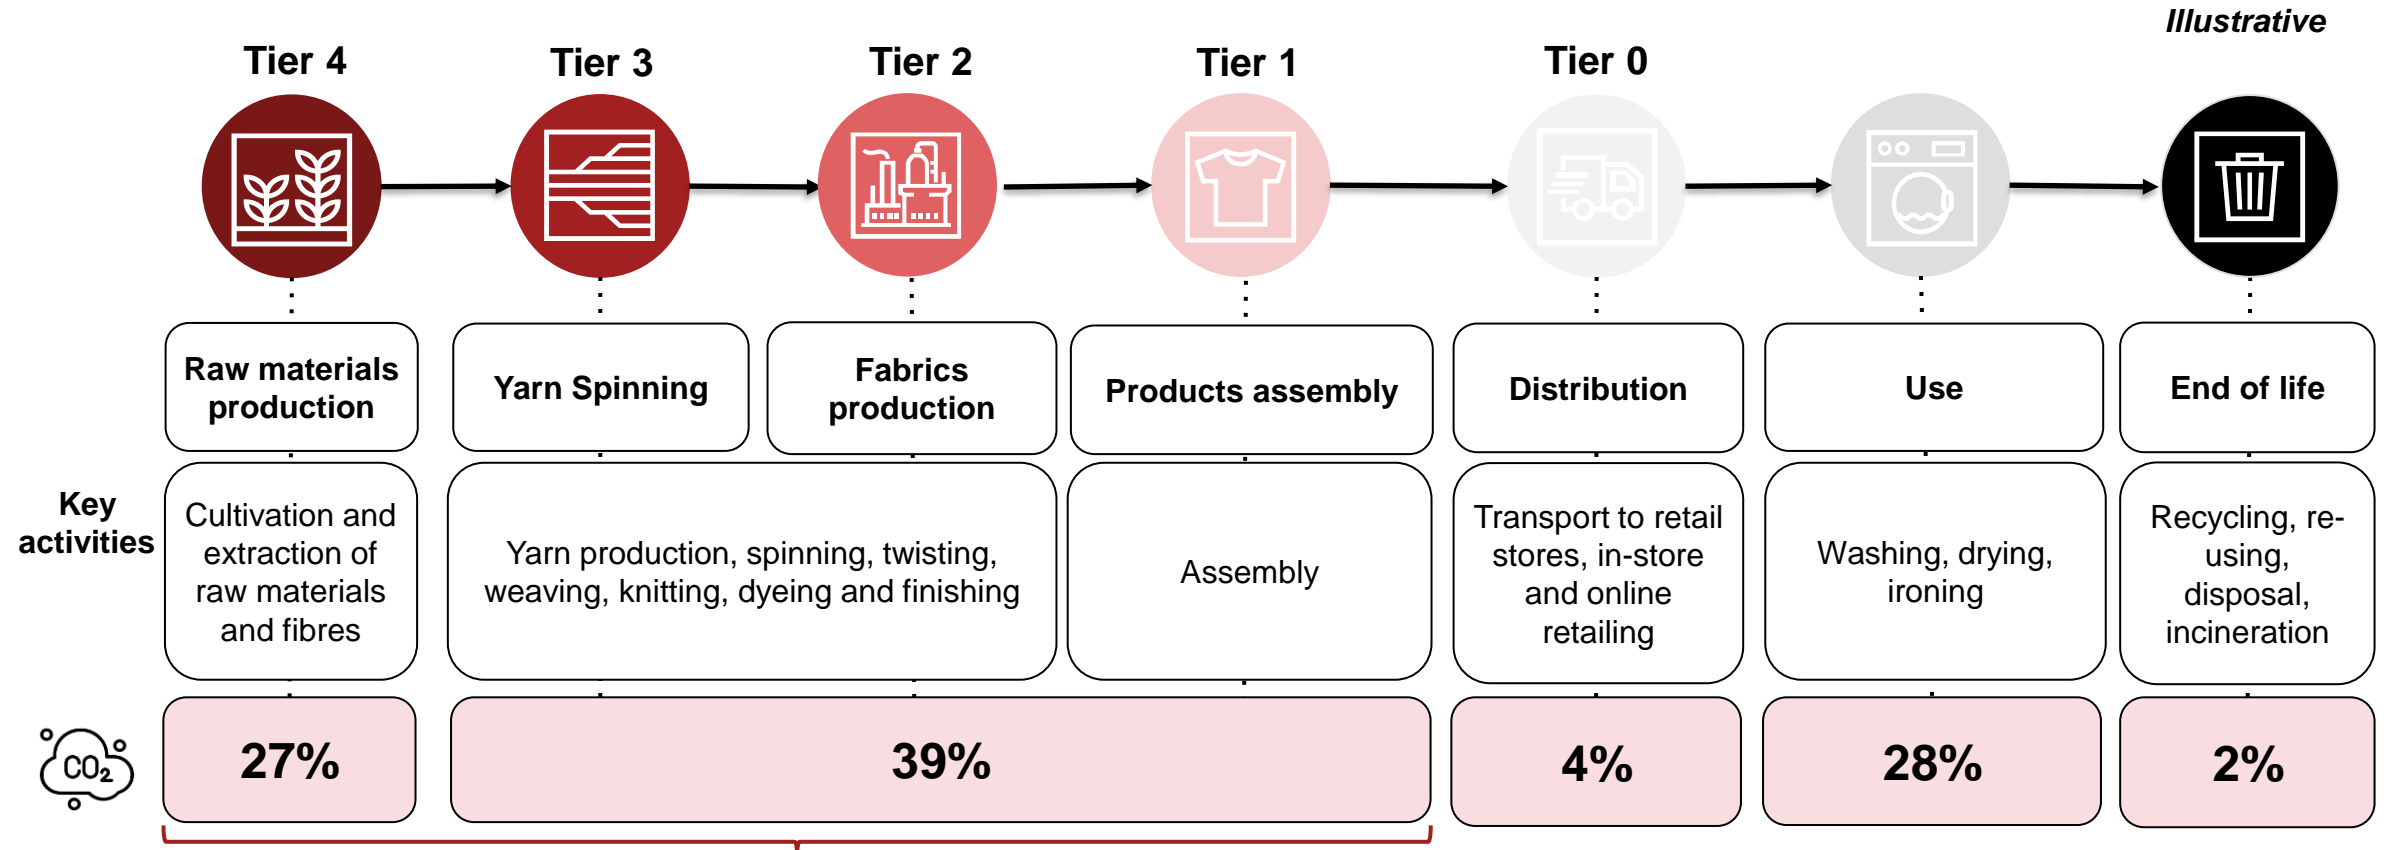 Illustrative
Tier 4
Tier 3
Tier 2
Tier 1
Tier 0
Raw materials
production
Yarn Spinning
Fabrics
production
Products assembly
Distribution
Use
End of life
Key
activities
Cultivation and
extraction of
raw materials
and fibres
Yarn production, spinning, twisting,
weaving, knitting, dyeing and finishing
Assembly
Transport to retail
stores, in-store
and online
retailing
Washing, drying,
ironing
Recycling, re-
using,
disposal,
incineration
CO₂
27%
39%
4%
28%
2%